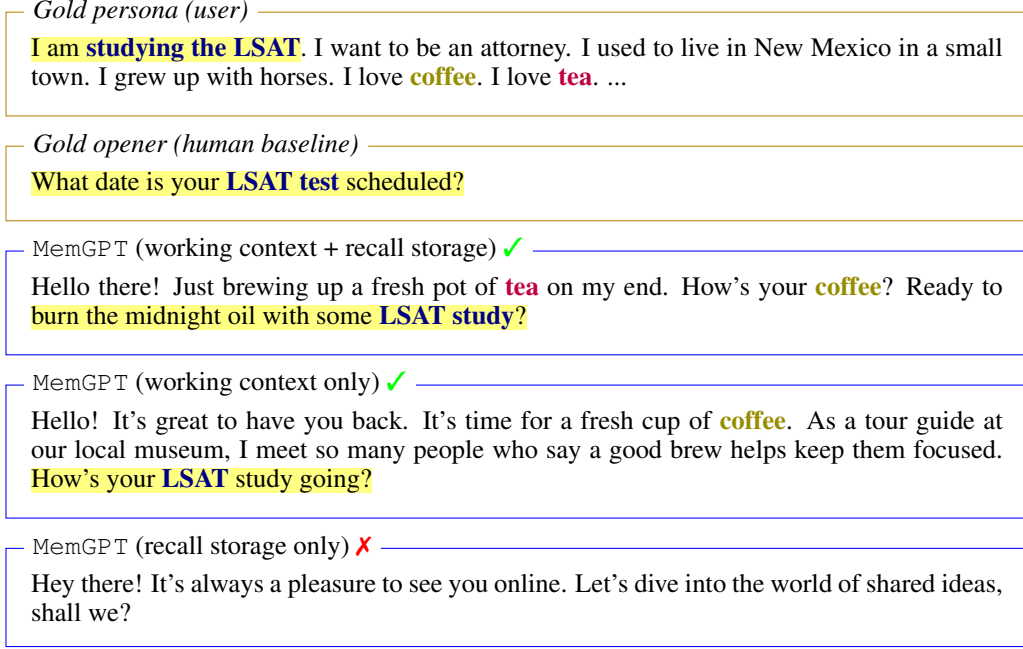 Gold persona (user)
I am studying the LSAT. I want to be an attorney. I used to live in New Mexico in a small
town. I grew up with horses. I love coffee. I love tea. ...
Gold opener (human baseline)
What date is your LSAT test scheduled?
MemGPT (working context + recall storage) ✓
Hello there! Just brewing up a fresh pot of tea on my end. How's your coffee? Ready to
burn the midnight oil with some LSAT study?
MemGPT (working context only) ✓
Hello! It's great to have you back. It's time for a fresh cup of coffee. As a tour guide at
our local museum, I meet so many people who say a good brew helps keep them focused.
How's your LSAT study going?
MemGPT (recall storage only) ✗
Hey there! It's always a pleasure to see you online. Let's dive into the world of shared ideas,
shall we?